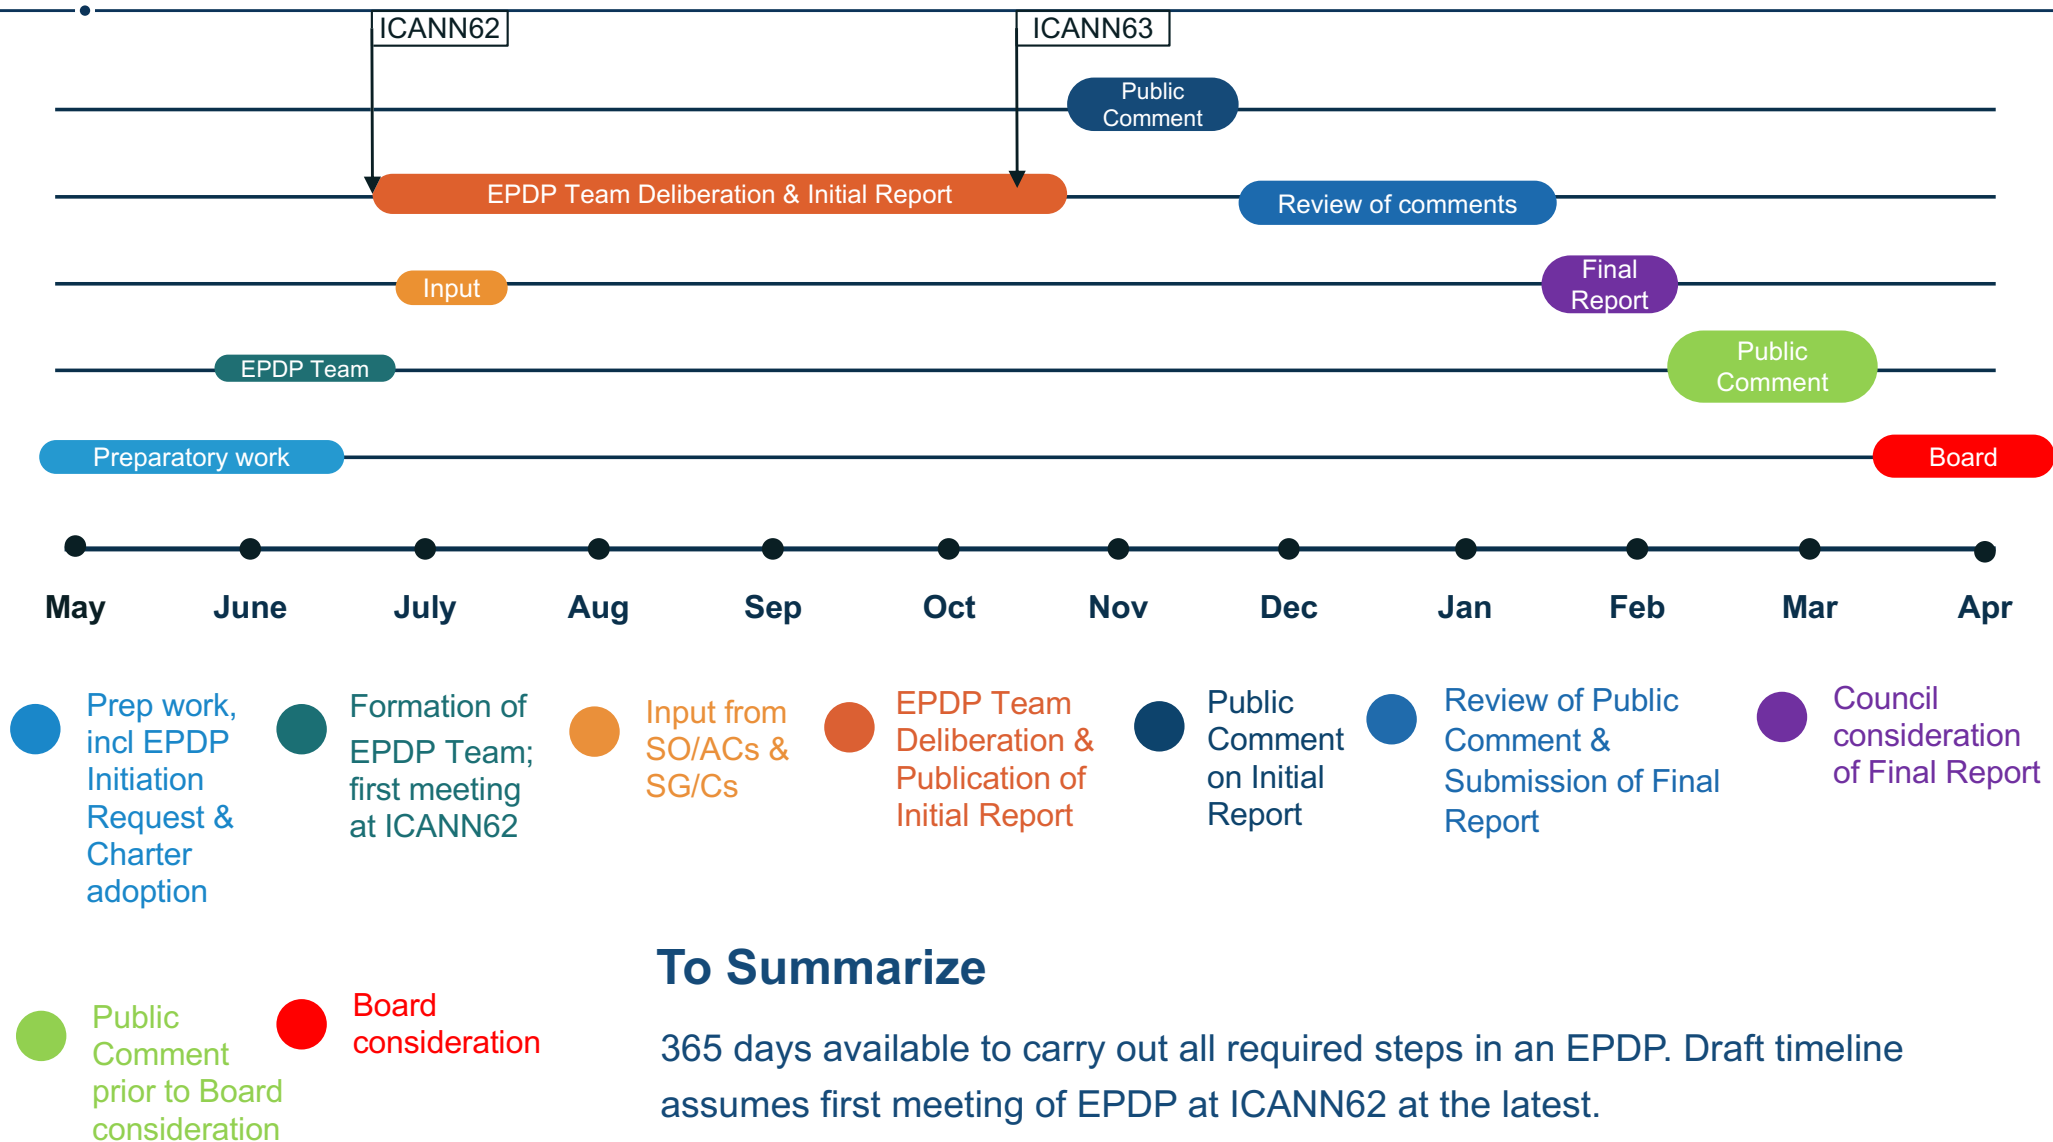 ICANN62
ICANN63
Public
Comment
EPDP Team Deliberation & Initial Report
Review of comments
Input
Final
Report
EPDP Team
Public
Comment
Preparatory work
Board
May
June
July
Aug
Sep
Oct
Nov
Dec
Jan
Feb
Mar
Apr
Prep work,
incl EPDP
Initiation
Request &
Charter
adoption
Formation of
EPDP Team;
first meeting
at ICANN62
Input from
SO/ACs &
SG/Cs
EPDP Team
Deliberation &
Publication of
Initial Report
Public
Comment
on Initial
Report
Review of Public
Comment &
Submission of Final
Report
Council
consideration
of Final Report
Public
Comment
prior to Board
consideration
Board
consideration
To Summarize
365 days available to carry out all required steps in an EPDP. Draft timeline
assumes first meeting of EPDP at ICANN62 at the latest.